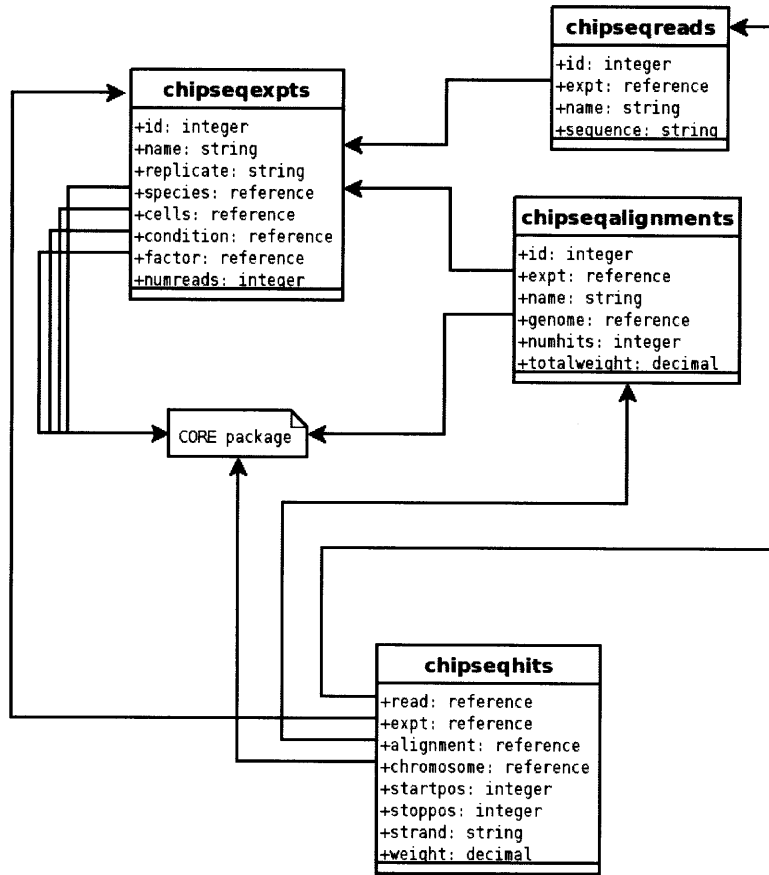 chipseqreads
+id: integer
+expt: reference
+name: string
+sequence: string
chipseqexpts
+id: integer
+name: string
+replicate: string
+species: reference
+cells: reference
+condition: reference
+factor: reference
+numreads: integer
chipseqalignments
+id: integer
+expt: reference
+name: string
+genome: reference
+numhits: integer
+totalweight: decimal
CORE package
chipseqhits
+read: reference
+expt: reference
+alignment: reference
+chromosome: reference
+startpos: integer
+stoppos: integer
+strand: string
+weight: decimal